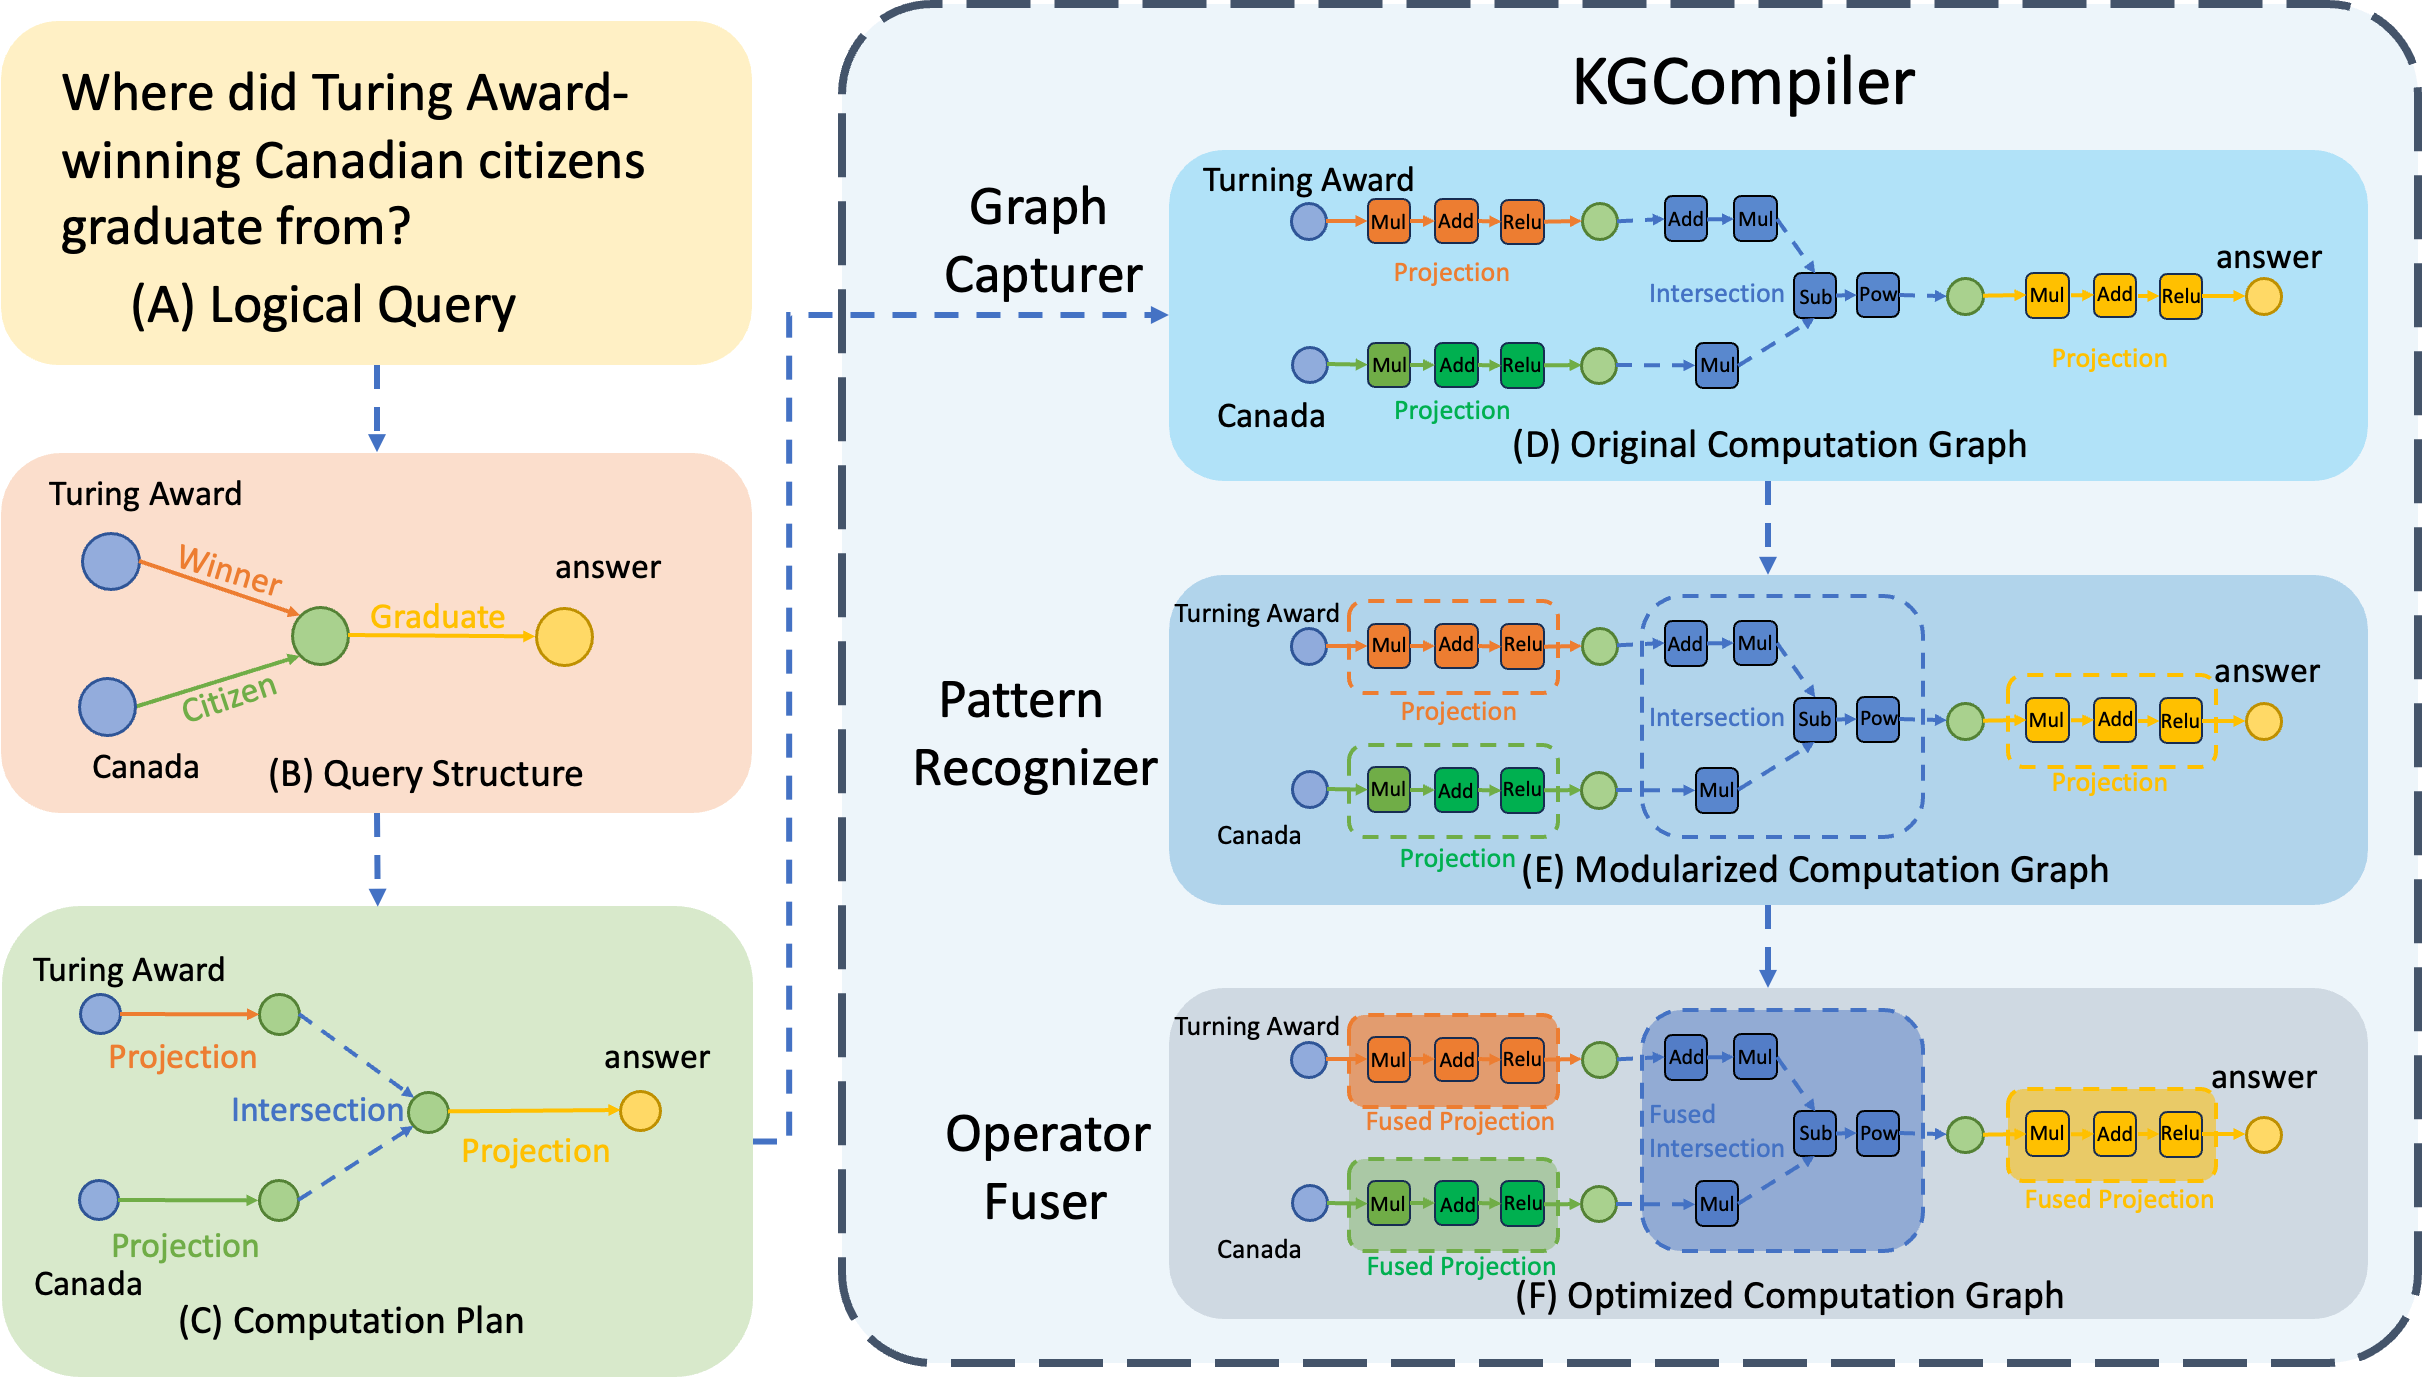 Where did Turing Award-
winning Canadian citizens
graduate from?
(A) Logical Query
Turing Award
Winner
answer
Graduate
Citizen
Canada
(B) Query Structure
Turing Award
Projection
answer
Intersection
Projection
Projection
Canada
(C) Computation Plan
KGCompiler
Graph
Capturer
Turning Award
Mul Add Relu Add Mul
Projection
answer
Intersection Sub Pow Mul Add Relu
Projection
Mul Add Relu Mul
Projection
Canada
(D) Original Computation Graph
Pattern
Recognizer
Turning Award
Mul Add Relu Add Mul
Projection
answer
Intersection Sub Pow Mul Add Relu
Projection
Mul Add Relu Mul
Canada
Projection
(E) Modularized Computation Graph
Operator
Fuser
Turning Award
Mul Add Relu Add Mul
Fused Projection
answer
Fused
Intersection
Sub Pow Mul Add Relu
Fused Projection
Mul Add Relu Mul
Canada
Fused Projection
(F) Optimized Computation Graph